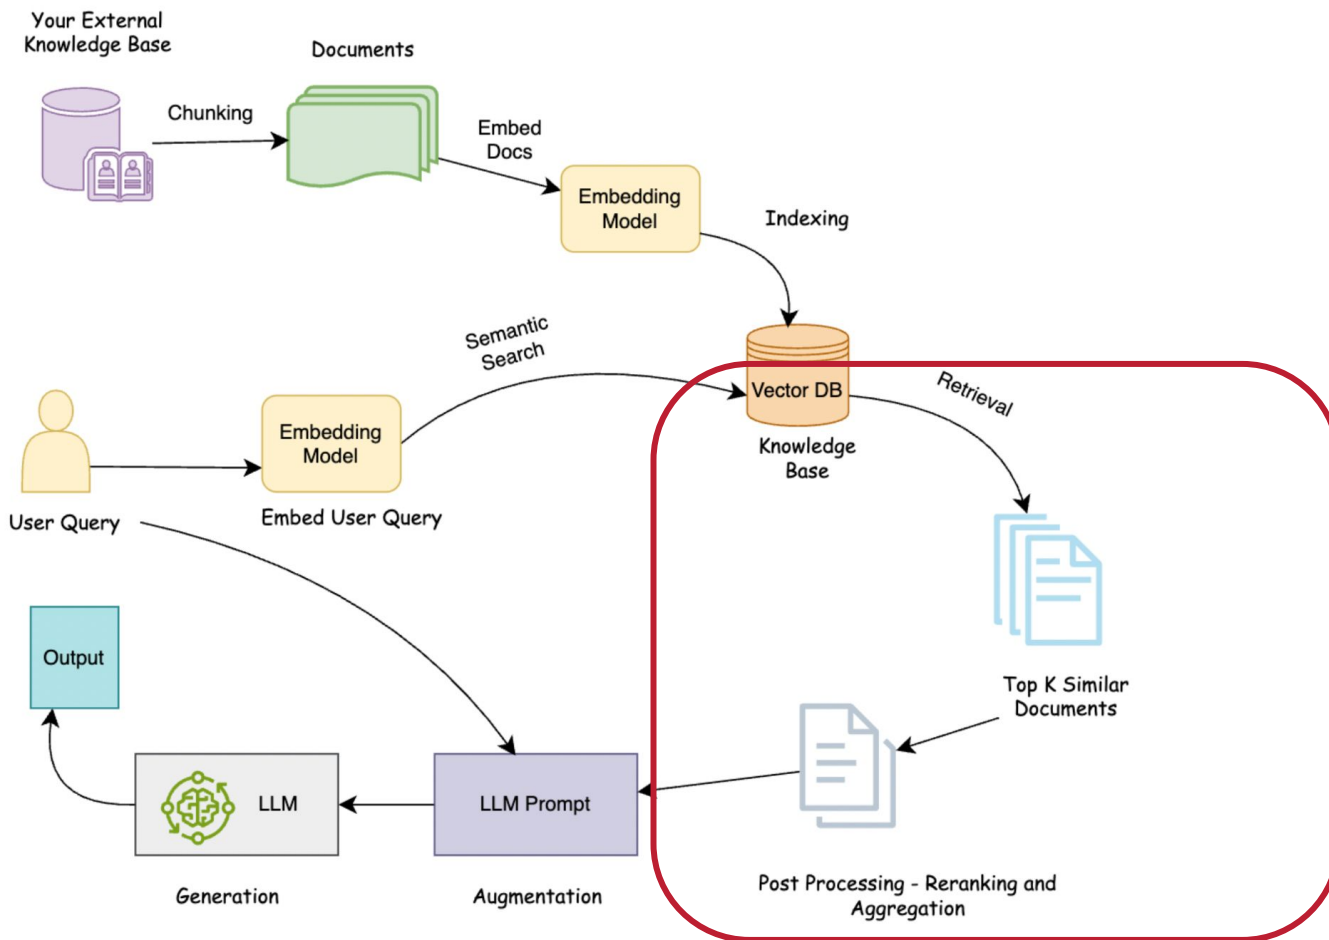 Your External
Knowledge Base
Documents
Chunking
Embed
Docs
Embedding
Model
Indexing
Semantic
Search
Vector DB
Retrieval
Knowledge
Base
Embedding
Model
User Query
Embed User Query
Top K Similar
Documents
Output
LLM
LLM Prompt
Generation
Augmentation
Post Processing - Reranking and
Aggregation